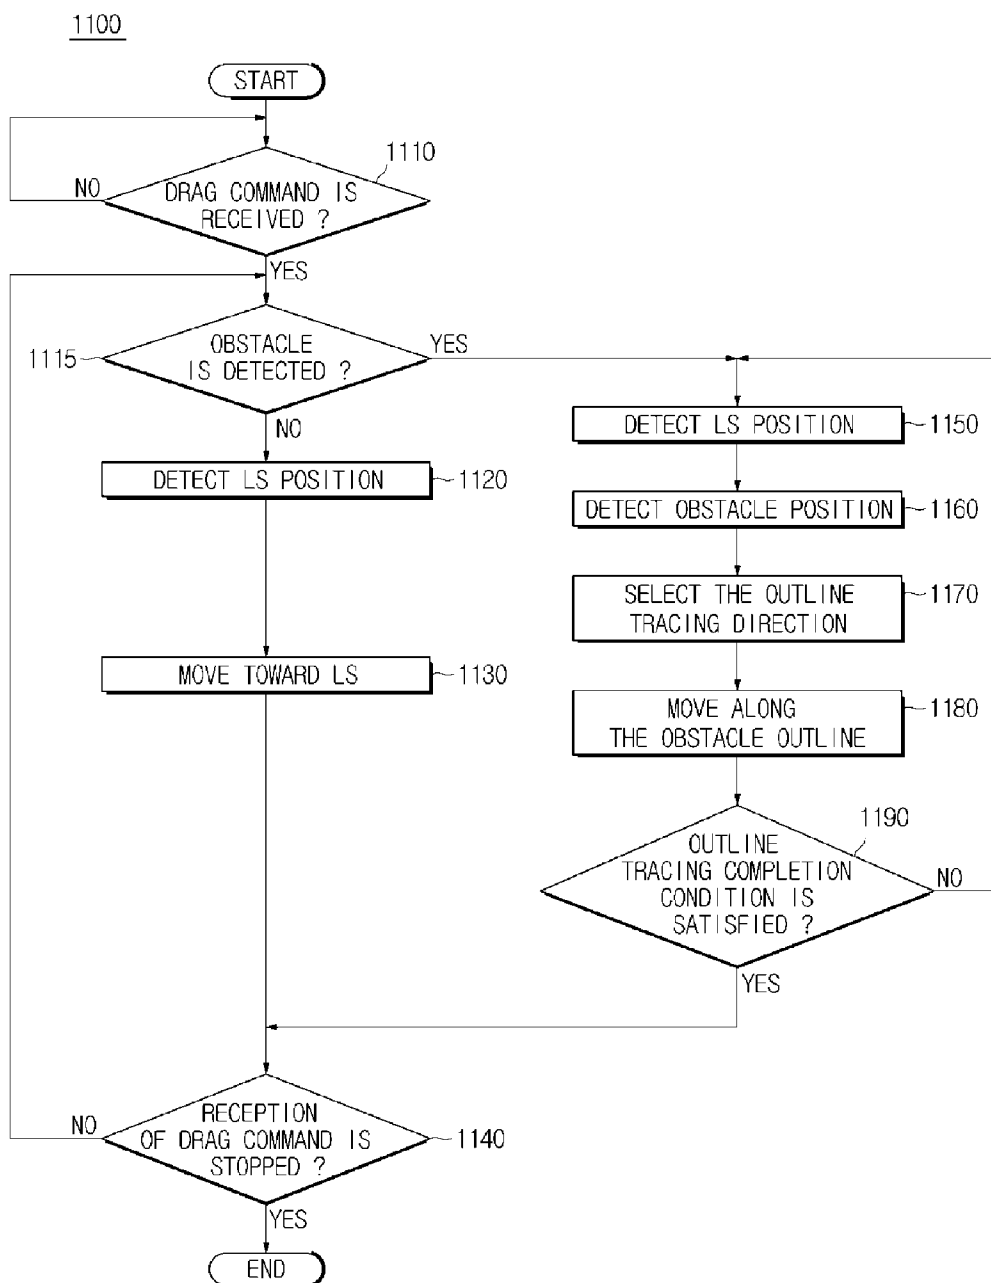 1100
START
1110
DRAG COMMAND IS
RECEIVED ?
NO
YES
1115
OBSTACLE
IS DETECTED ?
YES
NO
DETECT LS POSITION
1120
MOVE TOWARD LS
1130
DETECT LS POSITION
1150
DETECT OBSTACLE POSITION
1160
SELECT THE OUTLINE
TRACING DIRECTION
1170
MOVE ALONG
THE OBSTACLE OUTLINE
1180
1190
OUTLINE
TRACING COMPLETION
CONDITION IS
SATISFIED ?
NO
YES
RECEPTION
OF DRAG COMMAND IS
STOPPED ?
NO
1140
YES
END